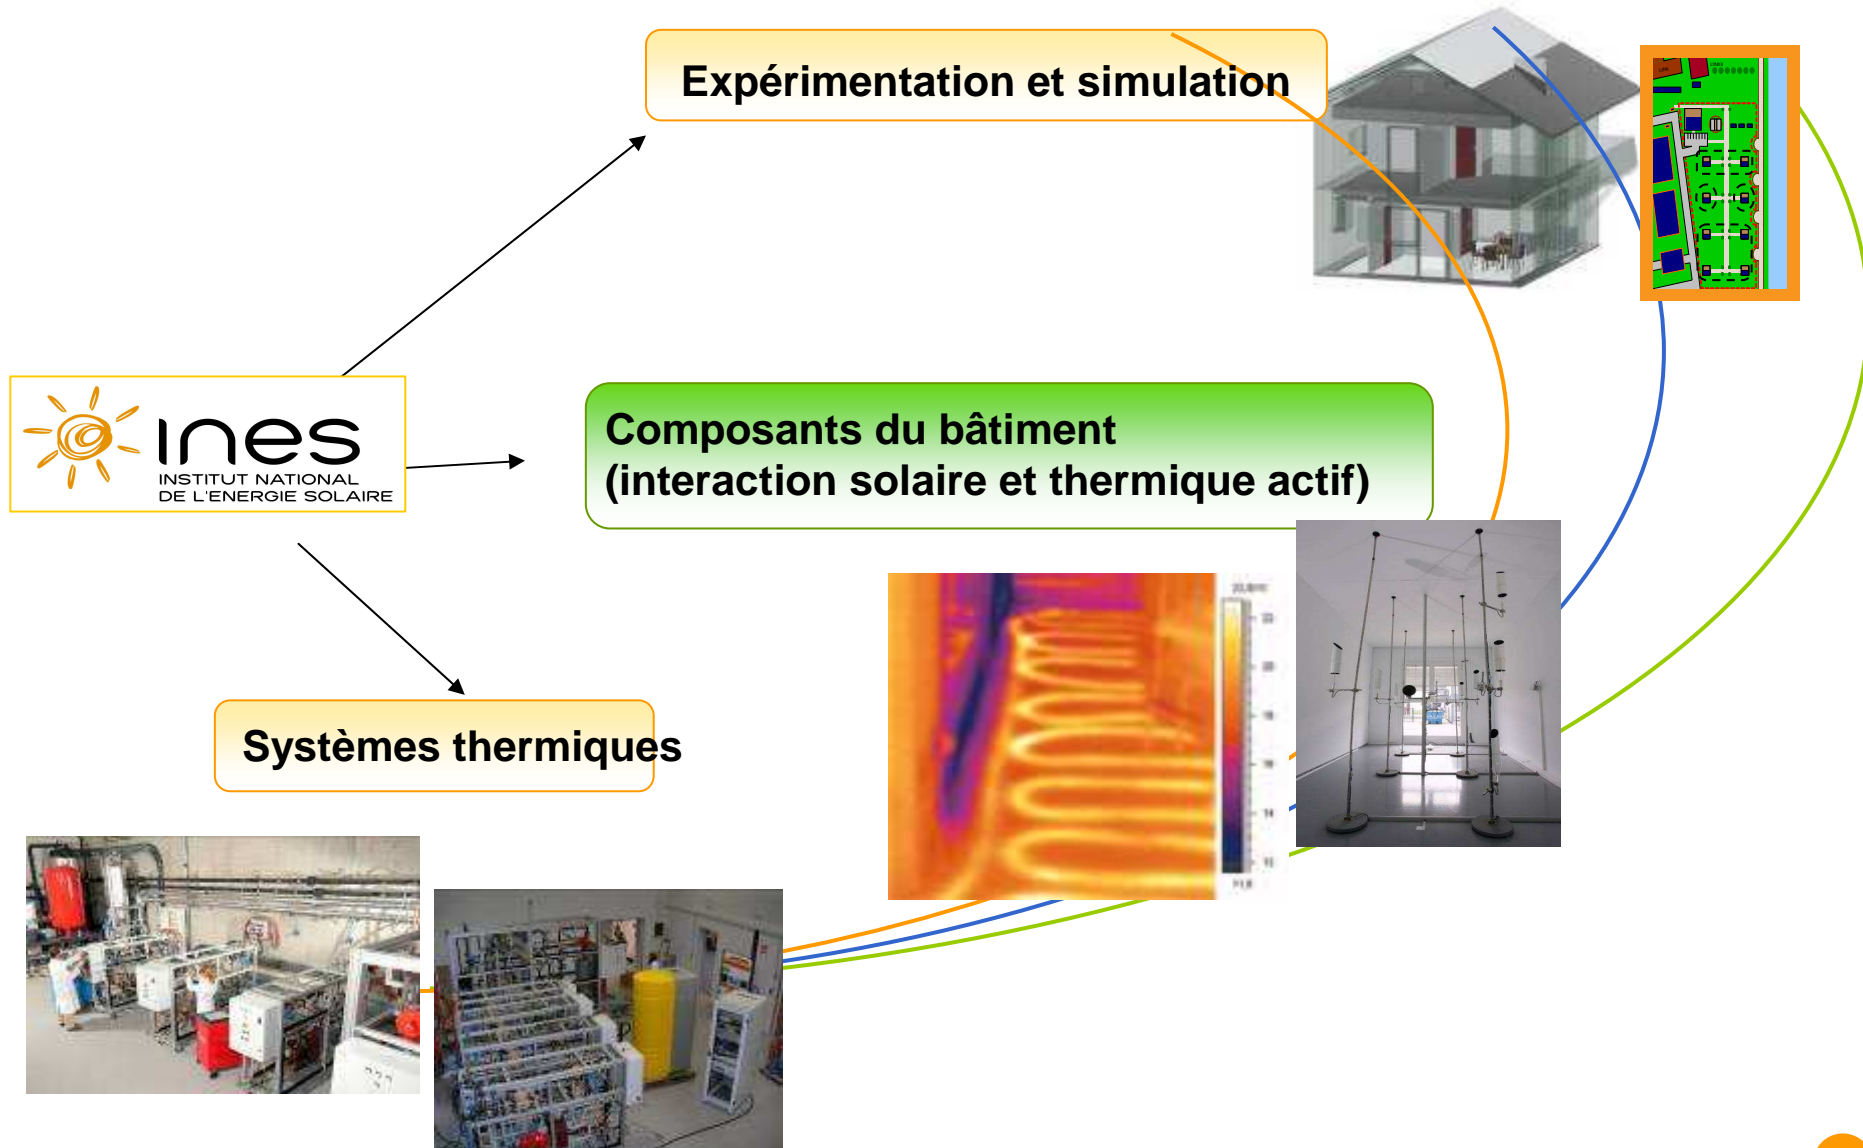 Expérimentation et simulation
ines
INSTITUT NATIONAL
DE L'ENERGIE SOLAIRE
Composants du bâtiment
(interaction solaire et thermique actif)
Systèmes thermiques